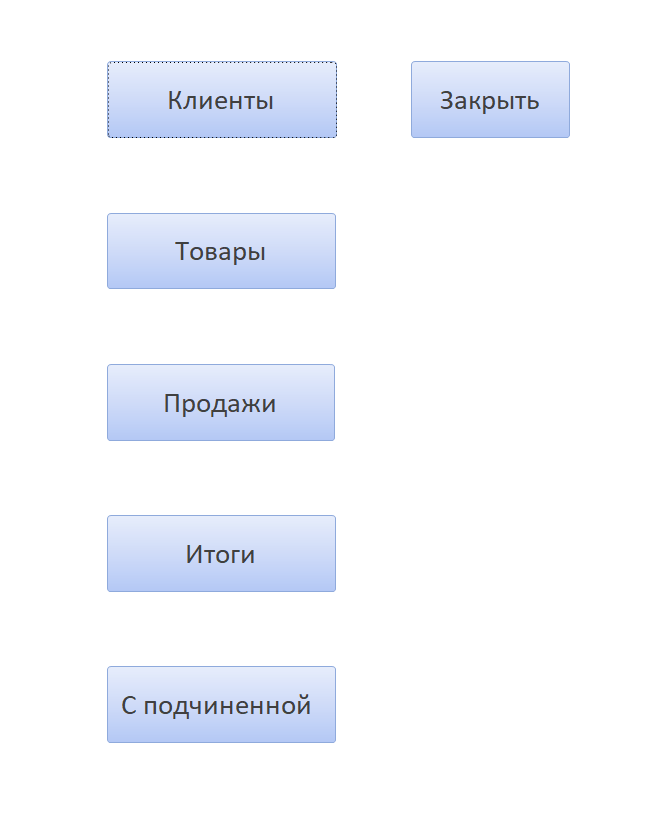 Клиенты
Закрыть
Товары
Продажи
Итоги
С подчиненной